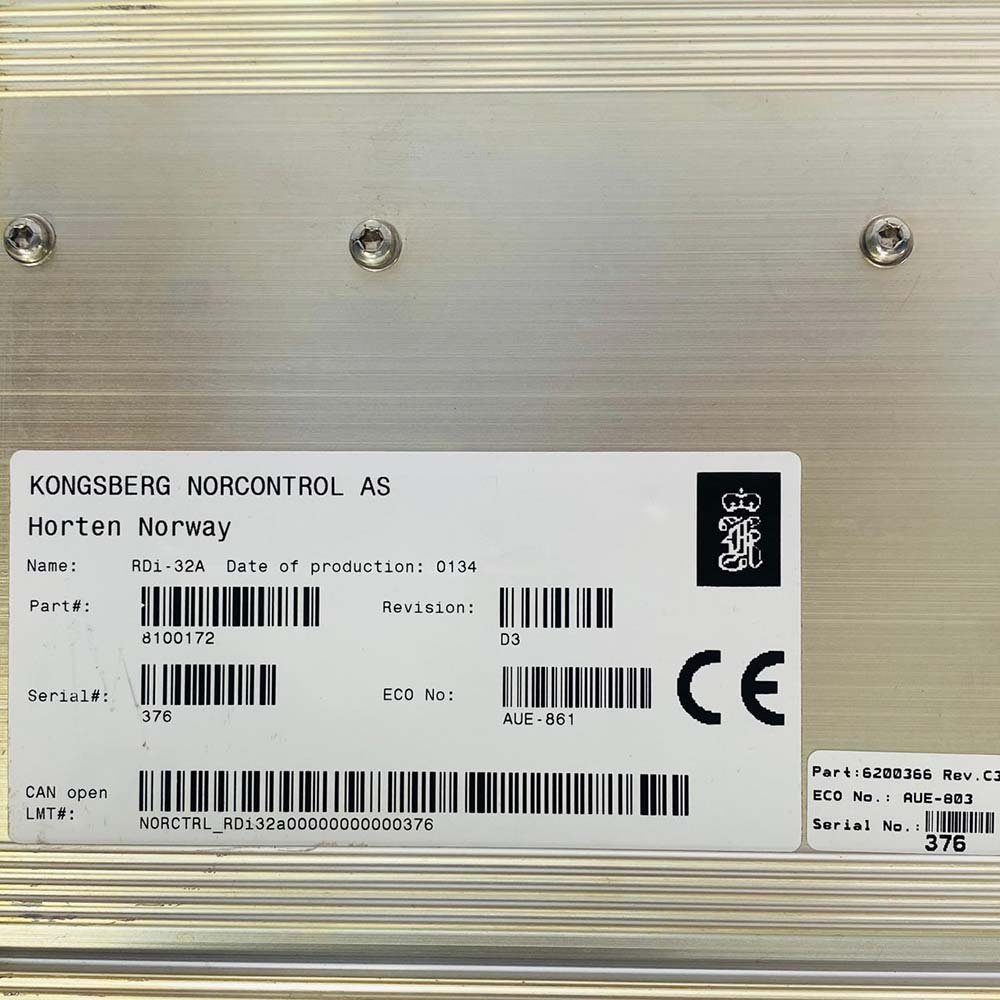 KONGSBERG NORCONTROL AS
Horten Norway
Name: RDi-32A Date of production: 0134
Part#: Revision:
8100172 D3
Serial#: ECO No:
376 AUE-861
CE
CAN open
LMT#:
NORCTRL_RDi32a00000000000376
Part:6200366 Rev.C3
ECO No.: AUE-803
Serial No.:
376